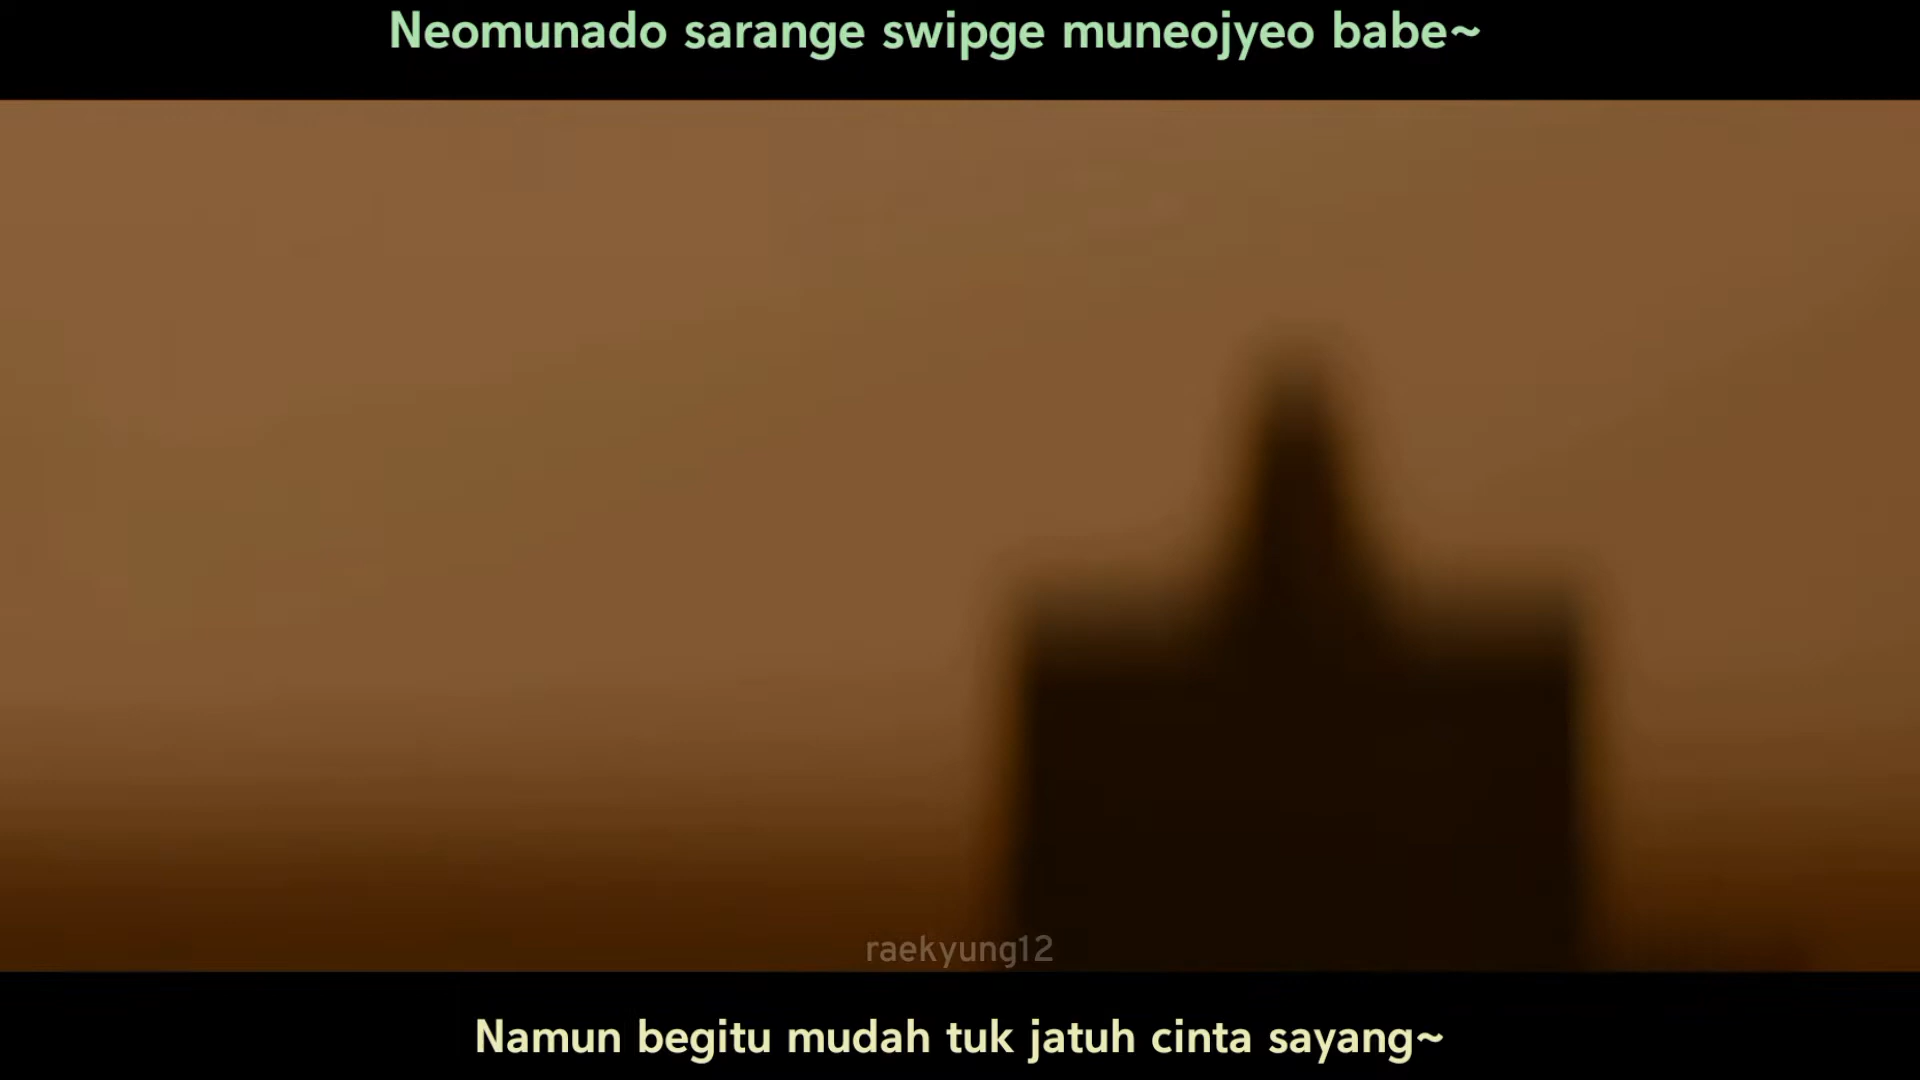 Neomunado sarange swipge muneojyeo babe~
raekyung12
Namun begitu mudah tuk jatuh cinta sayang~